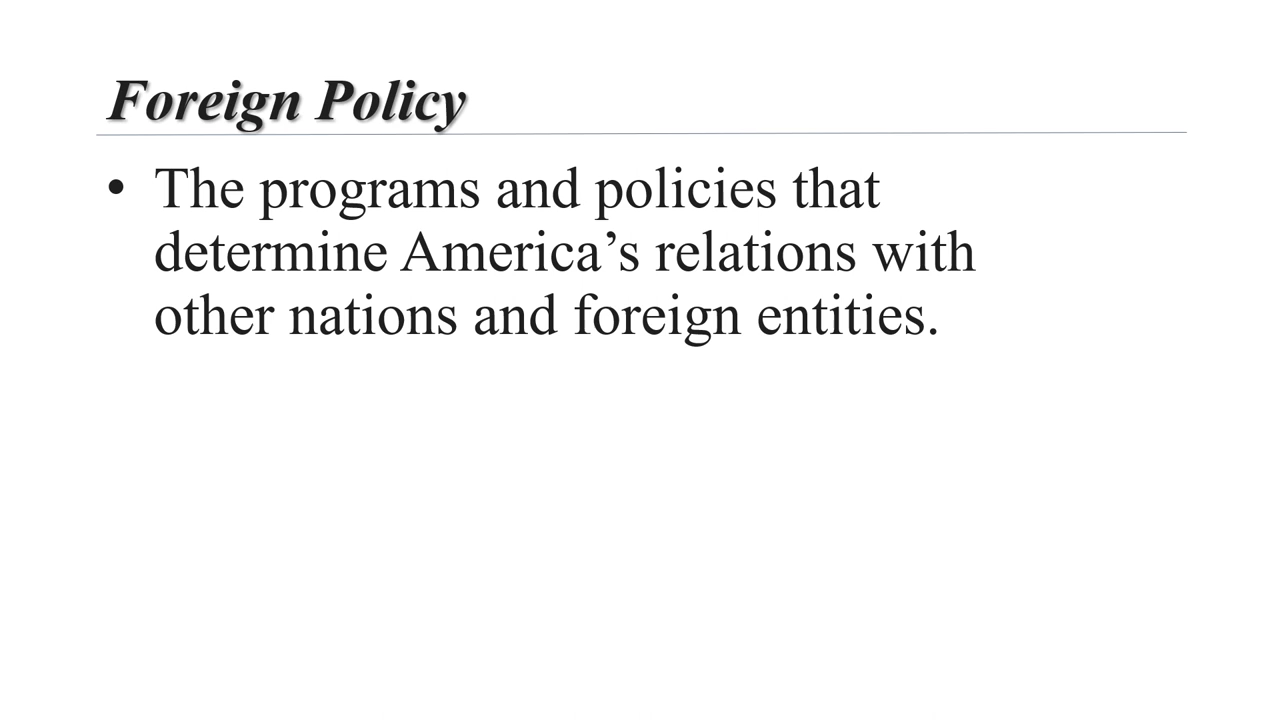 Foreign Policy
• The programs and policies that
determine America’s relations with
other nations and foreign entities.